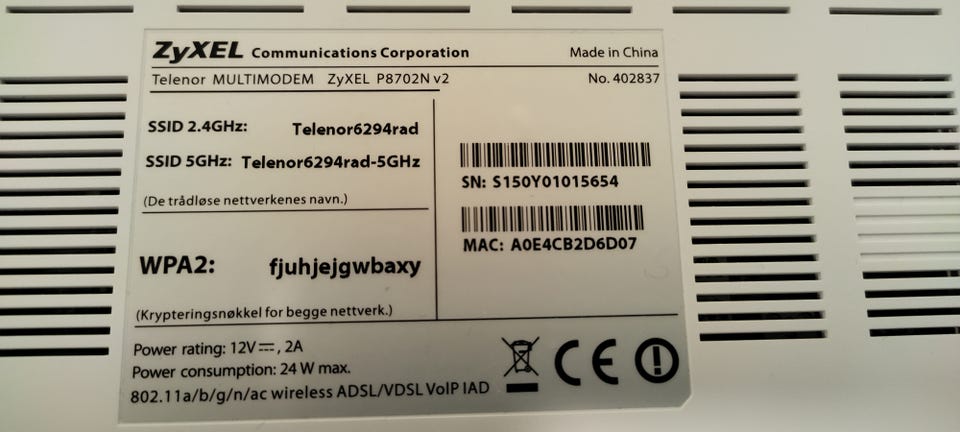 ZyXEL Communications Corporation Made in China
Telenor MULTIMODEM ZyXEL P8702N v2 No. 402837
SSID 2.4GHz: Telenor6294rad
SSID 5GHz: Telenor6294rad-5GHz
(De trådløse nettverkenes navn.)
WPA2: fjuhjejgwbaxy
(Krypteringsnøkkel for begge nettverk.)
SN: S150Y01015654
MAC: A0E4CB2D6D07
Power rating: 12V⎓, 2A
Power consumption: 24 W max.
802.11a/b/g/n/ac wireless ADSL/VDSL VoIP IAD
CE